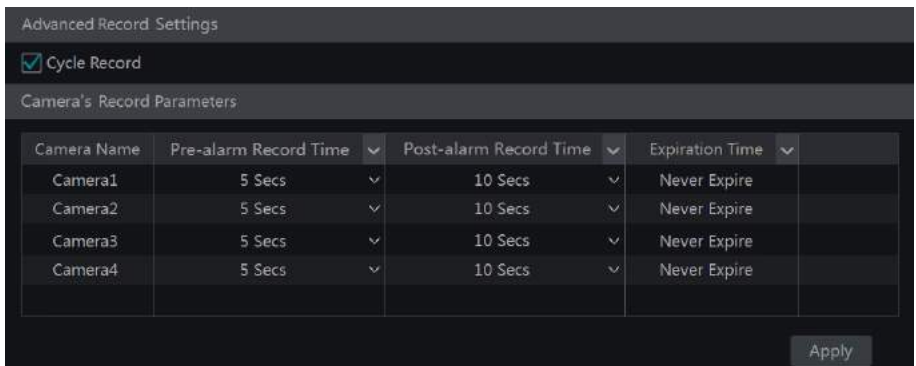 Advanced Record Settings
Cycle Record
Camera's Record Parameters
Camera Name Pre-alarm Record Time Post-alarm Record Time Expiration Time
Camera1 5 Secs 10 Secs Never Expire
Camera2 5 Secs 10 Secs Never Expire
Camera3 5 Secs 10 Secs Never Expire
Camera4 5 Secs 10 Secs Never Expire
Apply